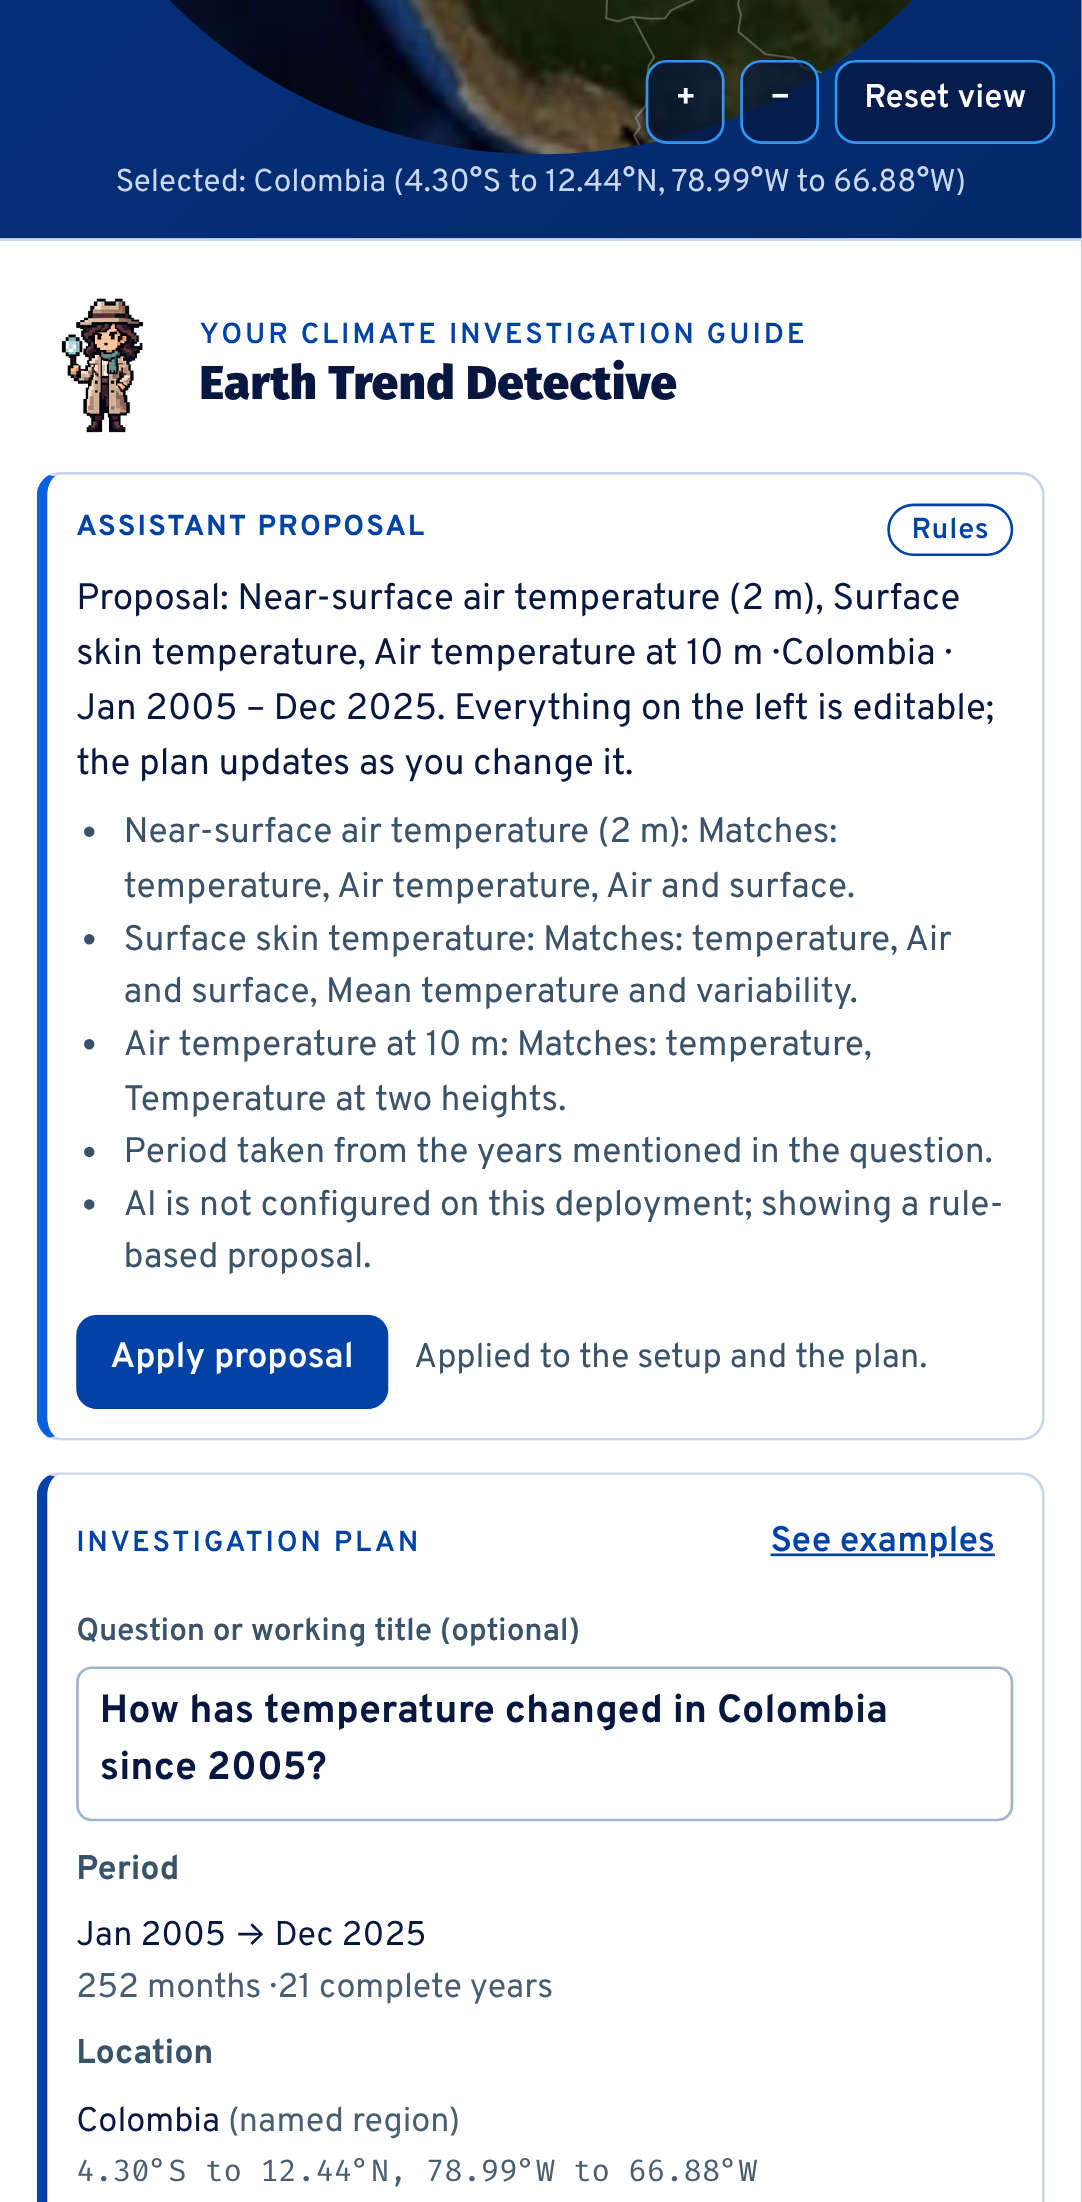 +
−
Reset view
Selected: Colombia (4.30°S to 12.44°N, 78.99°W to 66.88°W)
YOUR CLIMATE INVESTIGATION GUIDE
Earth Trend Detective
ASSISTANT PROPOSAL
Rules
Proposal: Near-surface air temperature (2 m), Surface
skin temperature, Air temperature at 10 m ·Colombia ·
Jan 2005 – Dec 2025. Everything on the left is editable;
the plan updates as you change it.
• Near-surface air temperature (2 m): Matches:
temperature, Air temperature, Air and surface.
• Surface skin temperature: Matches: temperature, Air
and surface, Mean temperature and variability.
• Air temperature at 10 m: Matches: temperature,
Temperature at two heights.
• Period taken from the years mentioned in the question.
• AI is not configured on this deployment; showing a rule-
based proposal.
Apply proposal
Applied to the setup and the plan.
INVESTIGATION PLAN
See examples
Question or working title (optional)
How has temperature changed in Colombia
since 2005?
Period
Jan 2005 → Dec 2025
252 months ·21 complete years
Location
Colombia (named region)
4.30°S to 12.44°N, 78.99°W to 66.88°W